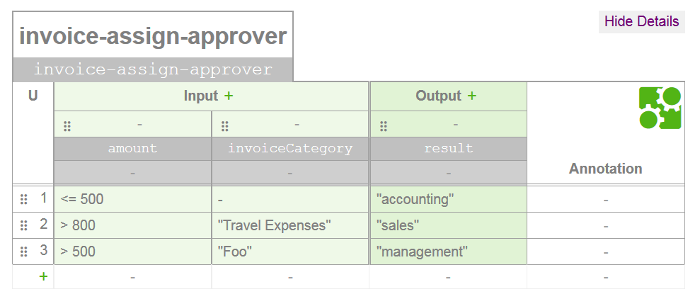 Hide Details
invoice-assign-approver
invoice-assign-approver
U Input + Output +
- - -
amount invoiceCategory result
- - - Annotation
1 <= 500 - "accounting" -
2 > 800 "Travel Expenses" "sales" -
3 > 500 "Foo" "management" -
+ - - - -